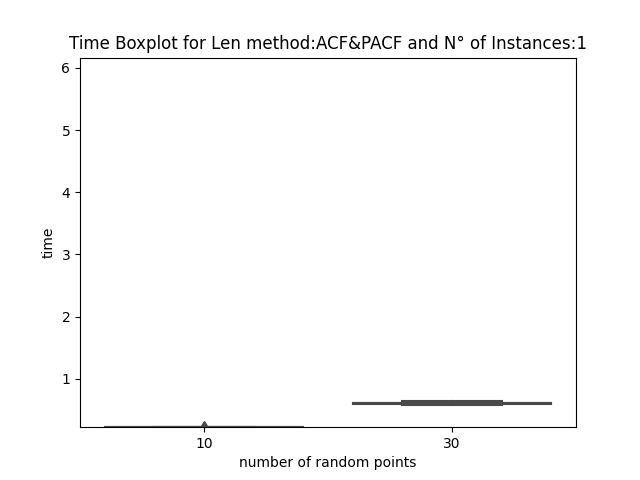 Time Boxplot for Len method:ACF&PACF and N° of Instances:1
6
5
4
3
2
1
time
10 30
number of random points